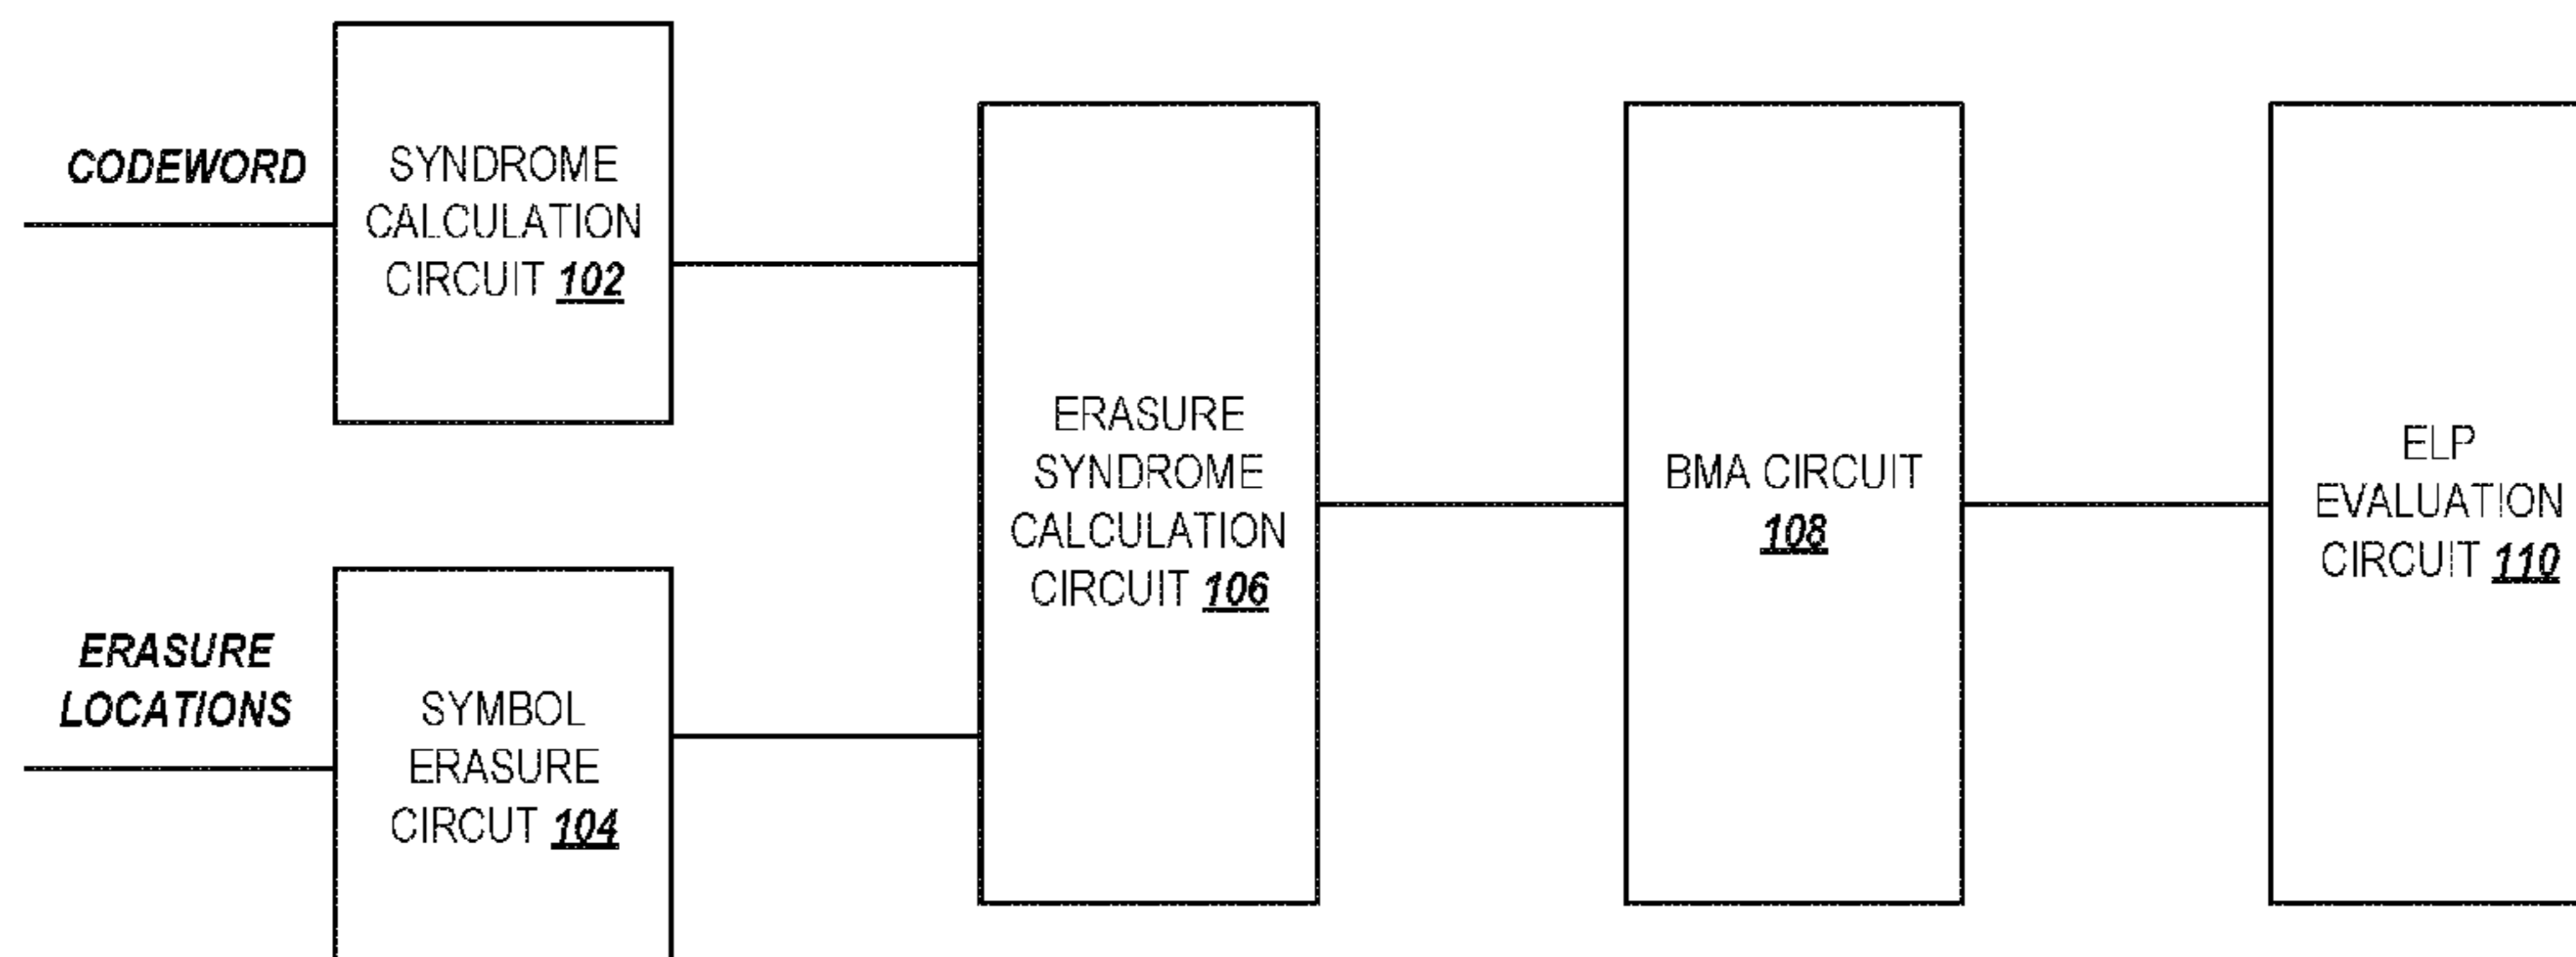 CODEWORD
SYNDROME
CALCULATION
CIRCUIT 102
ERASURE
LOCATIONS
SYMBOL
ERASURE
CIRCUT 104
ERASURE
SYNDROME
CALCULATION
CIRCUIT 106
BMA CIRCUIT
108
ELP
EVALUATION
CIRCUIT 110